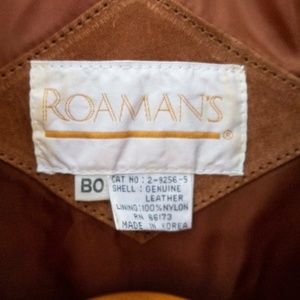 ROAMAN'S
®
BO
CAT NO: 2-9256-5
SHELL: GENUINE
LEATHER
LINING: 100% NYLON
RN 66173
MADE IN KOREA